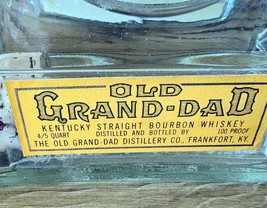 OLD
GRAND-DAD
KENTUCKY STRAIGHT BOURBON WHISKEY
4/5 QUART DISTILLED AND BOTTLED BY 100 PROOF
THE OLD GRAND-DAD DISTILLERY CO., FRANKFORT, KY.